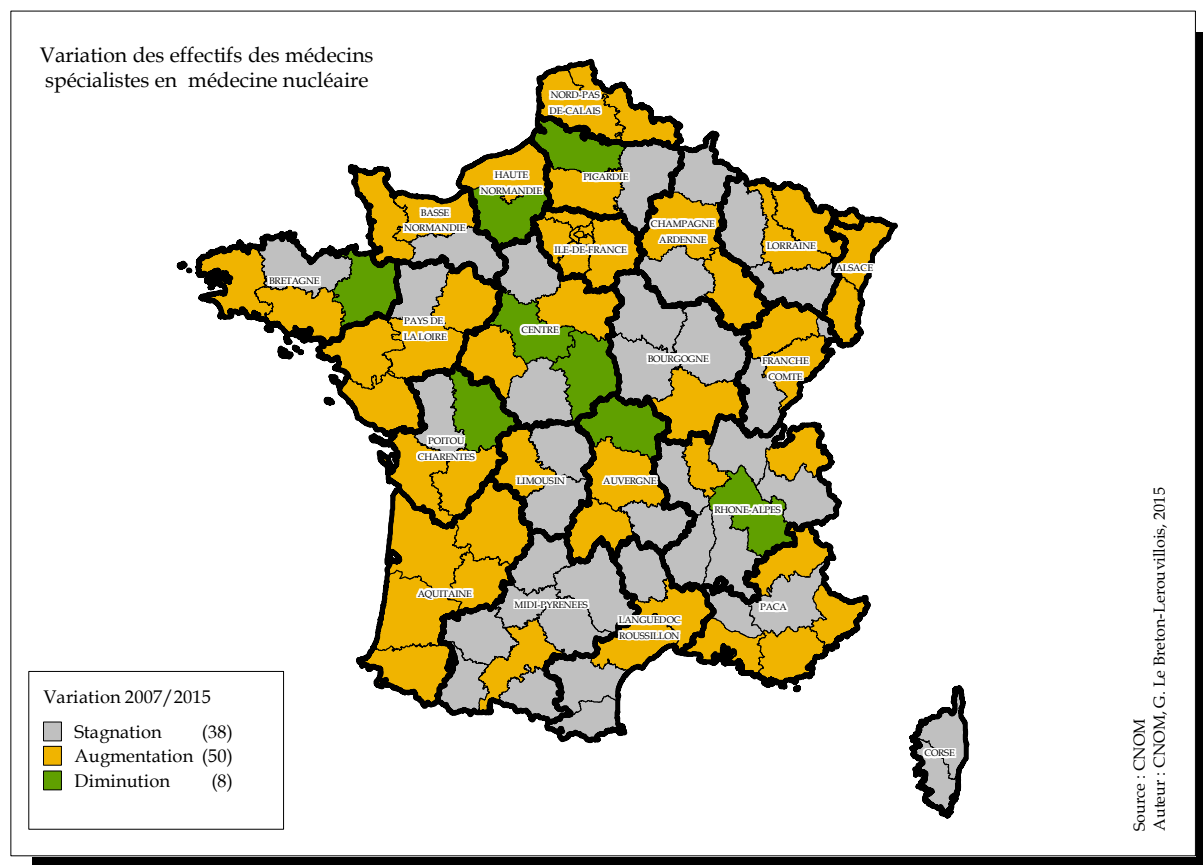 Variation des effectifs des médecins
spécialistes en médecine nucléaire
NORD-PAS
DE-CALAIS
HAUTE
NORMANDIE
PICARDIE
BASSE
NORMANDIE
ILE-DE-FRANCE
CHAMPAGNE
ARDENNE
LORRAINE
ALSACE
BRETAGNE
PAYS DE
LA LOIRE
CENTRE
BOURGOGNE
FRANCHE
COMTE
POITOU
CHARENTES
LIMOUSIN
AUVERGNE
RHONE-ALPES
AQUITAINE
MIDI-PYRENEES
LANGUEDOC
ROUSSILLON
PACA
CORSE
Variation 2007/2015
Stagnation (38)
Augmentation (50)
Diminution (8)
Source : CNOM
Auteur : CNOM, G. Le Breton-Lerouvillois, 2015